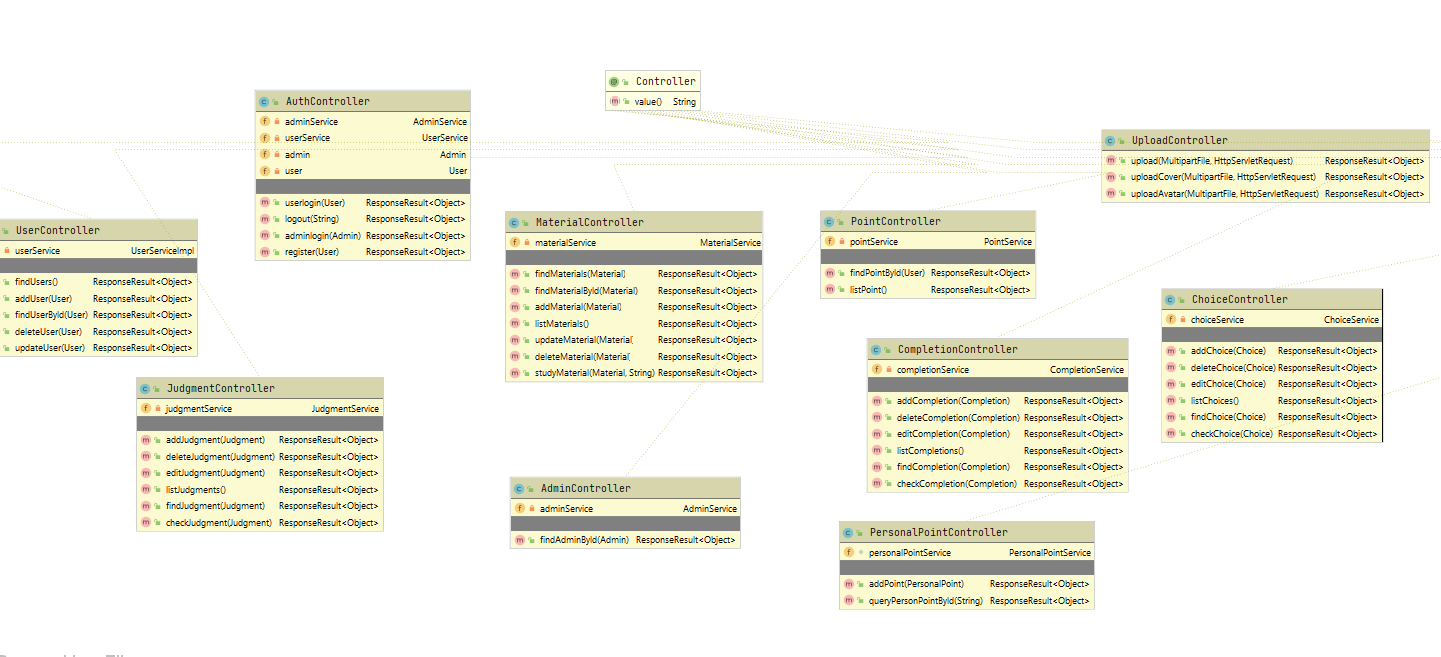 Controller
value() String
AuthController
adminService AdminService
userService UserService
admin Admin
user User
userlogin(User) ResponseResult<Object>
logout(String) ResponseResult<Object>
adminlogin(Admin) ResponseResult<Object>
register(User) ResponseResult<Object>
UploadController
upload(MultipartFile, HttpServletRequest) ResponseResult<Object>
uploadCover(MultipartFile, HttpServletRequest) ResponseResult<Object>
uploadAvatar(MultipartFile, HttpServletRequest) ResponseResult<Object>
UserController
userService UserServiceImpl
findUsers() ResponseResult<Object>
addUser(User) ResponseResult<Object>
findUserById(User) ResponseResult<Object>
deleteUser(User) ResponseResult<Object>
updateUser(User) ResponseResult<Object>
MaterialController
materialService MaterialService
findMaterials(Material) ResponseResult<Object>
findMaterialById(Material) ResponseResult<Object>
addMaterial(Material) ResponseResult<Object>
listMaterials() ResponseResult<Object>
updateMaterial(Material( ResponseResult<Object>
deleteMaterial(Material( ResponseResult<Object>
studyMaterial(Material, String) ResponseResult<Object>
PointController
pointService PointService
findPointById(User) ResponseResult<Object>
listPoint() ResponseResult<Object>
ChoiceController
choiceService ChoiceService
addChoice(Choice) ResponseResult<Object>
deleteChoice(Choice) ResponseResult<Object>
editChoice(Choice) ResponseResult<Object>
listChoices() ResponseResult<Object>
findChoice(Choice) ResponseResult<Object>
checkChoice(Choice) ResponseResult<Object>
CompletionController
completionService CompletionService
addCompletion(Completion) ResponseResult<Object>
deleteCompletion(Completion) ResponseResult<Object>
editCompletion(Completion) ResponseResult<Object>
listCompletions() ResponseResult<Object>
findCompletion(Completion) ResponseResult<Object>
checkCompletion(Completion) ResponseResult<Object>
JudgmentController
judgmentService JudgmentService
addJudgment(Judgment) ResponseResult<Object>
deleteJudgment(Judgment) ResponseResult<Object>
editJudgment(Judgment) ResponseResult<Object>
listJudgments() ResponseResult<Object>
findJudgment(Judgment) ResponseResult<Object>
checkJudgment(Judgment) ResponseResult<Object>
AdminController
adminService AdminService
findAdminById(Admin) ResponseResult<Object>
PersonalPointController
personalPointService PersonalPointService
addPoint(PersonalPoint) ResponseResult<Object>
queryPersonPointById(String) ResponseResult<Object>